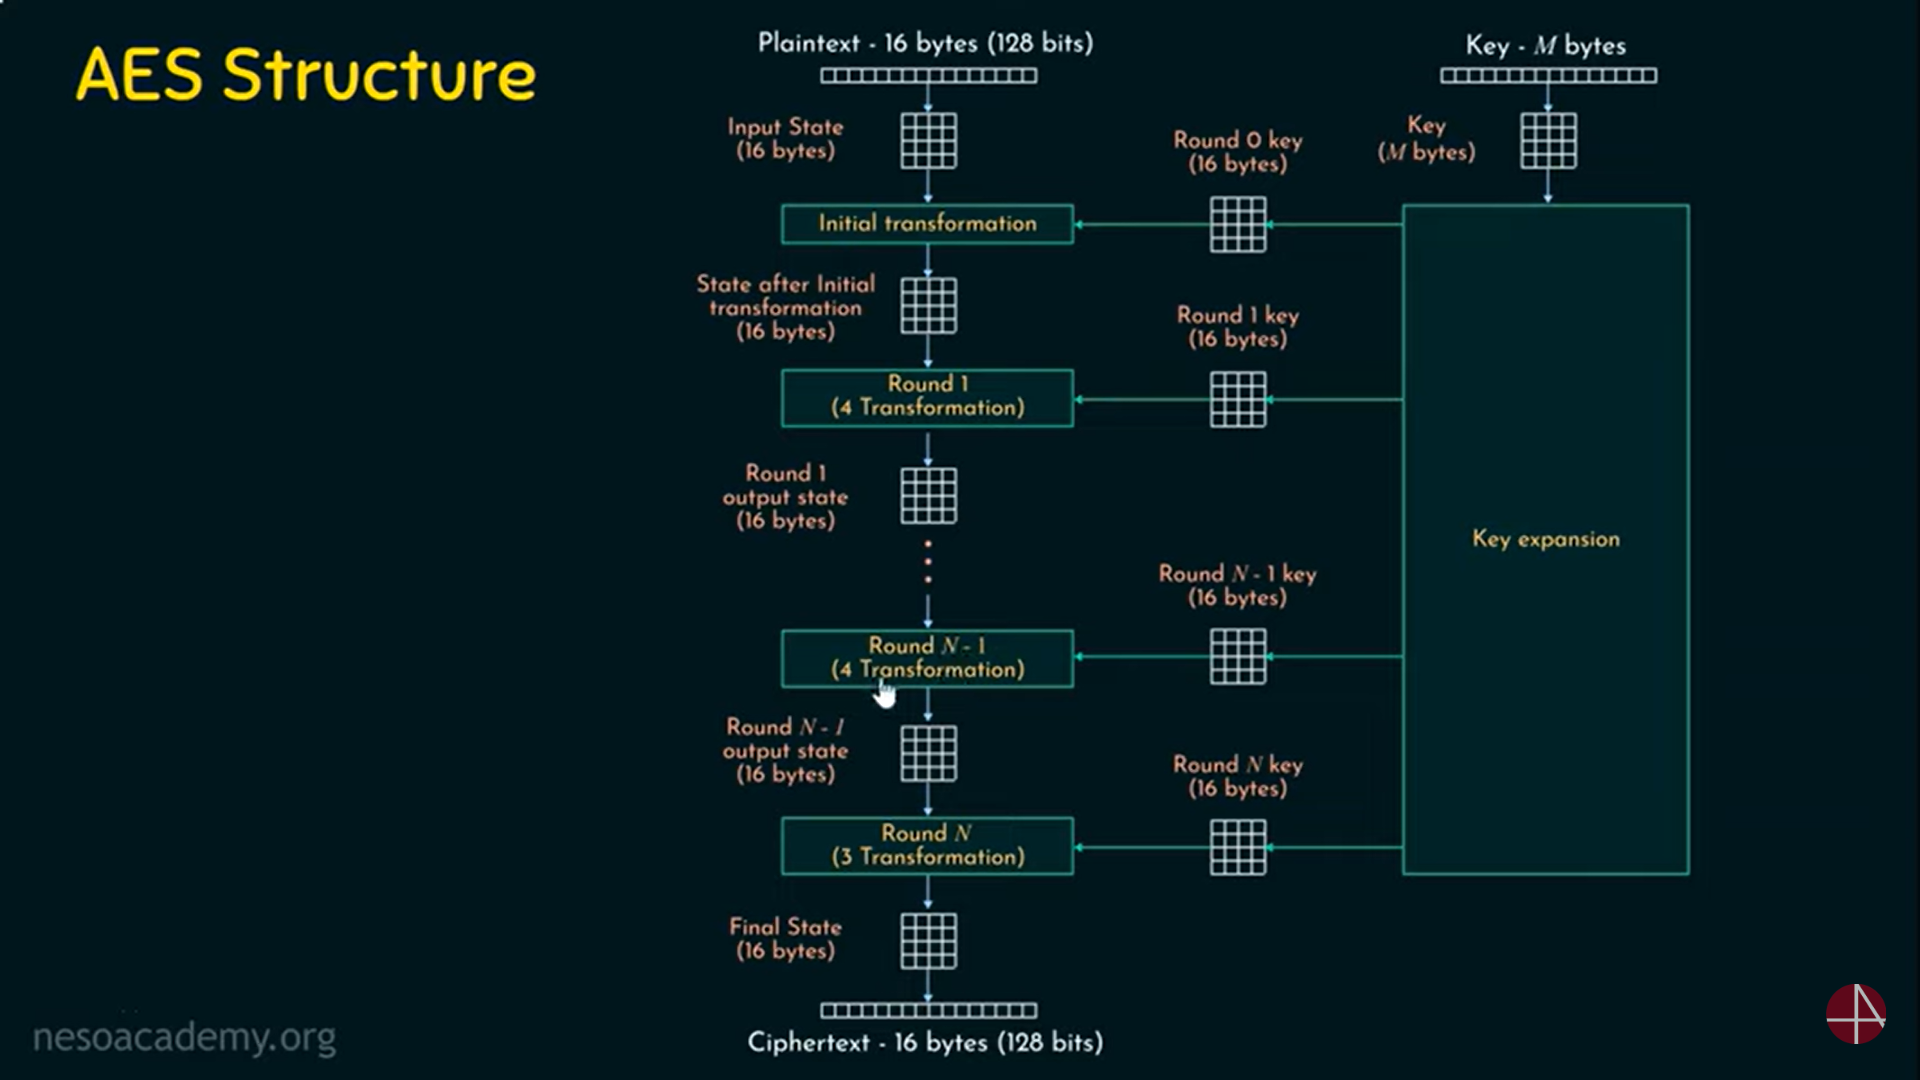 AES Structure
Plaintext - 16 bytes (128 bits)
Key - M bytes
Input State
(16 bytes)
Round 0 key
(16 bytes)
Key
(M bytes)
Initial transformation
State after Initial
transformation
(16 bytes)
Round 1 key
(16 bytes)
Round 1
(4 Transformation)
Round 1
output state
(16 bytes)
Key expansion
Round N - 1 key
(16 bytes)
Round N - 1
(4 Transformation)
Round N - 1
output state
(16 bytes)
Round N key
(16 bytes)
Round N
(3 Transformation)
Final State
(16 bytes)
Ciphertext - 16 bytes (128 bits)
nesoacademy.org